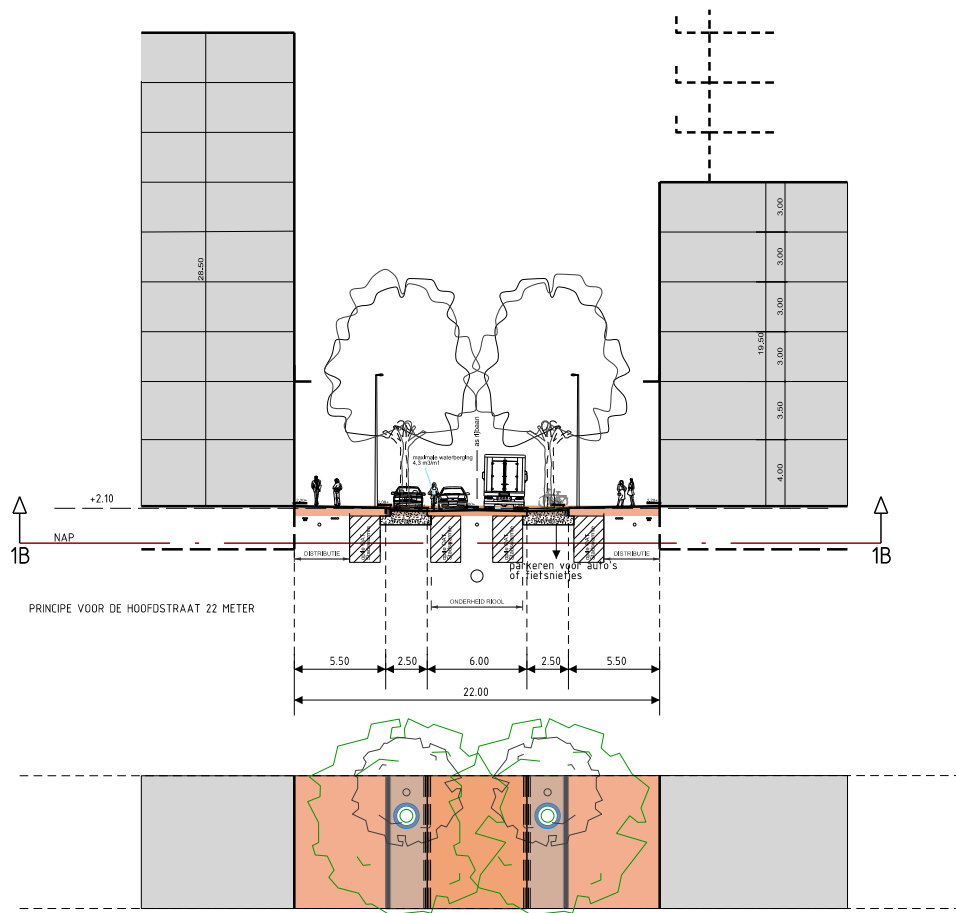 3.00
3.00
28.50
3.00
3.00
19.50
3.50
as rijbaan
maximale waterberging
4,3 m3/m1
4.00
+2.10
1B
NAP
1B
DISTRIBUTIE
DISTRIBUTIE
parkeren voor auto's
of fietsnietjes
ONDERHEID RIOOL
PRINCIPE VOOR DE HOOFDSTRAAT 22 METER
5.50
2.50
6.00
2.50
5.50
22.00